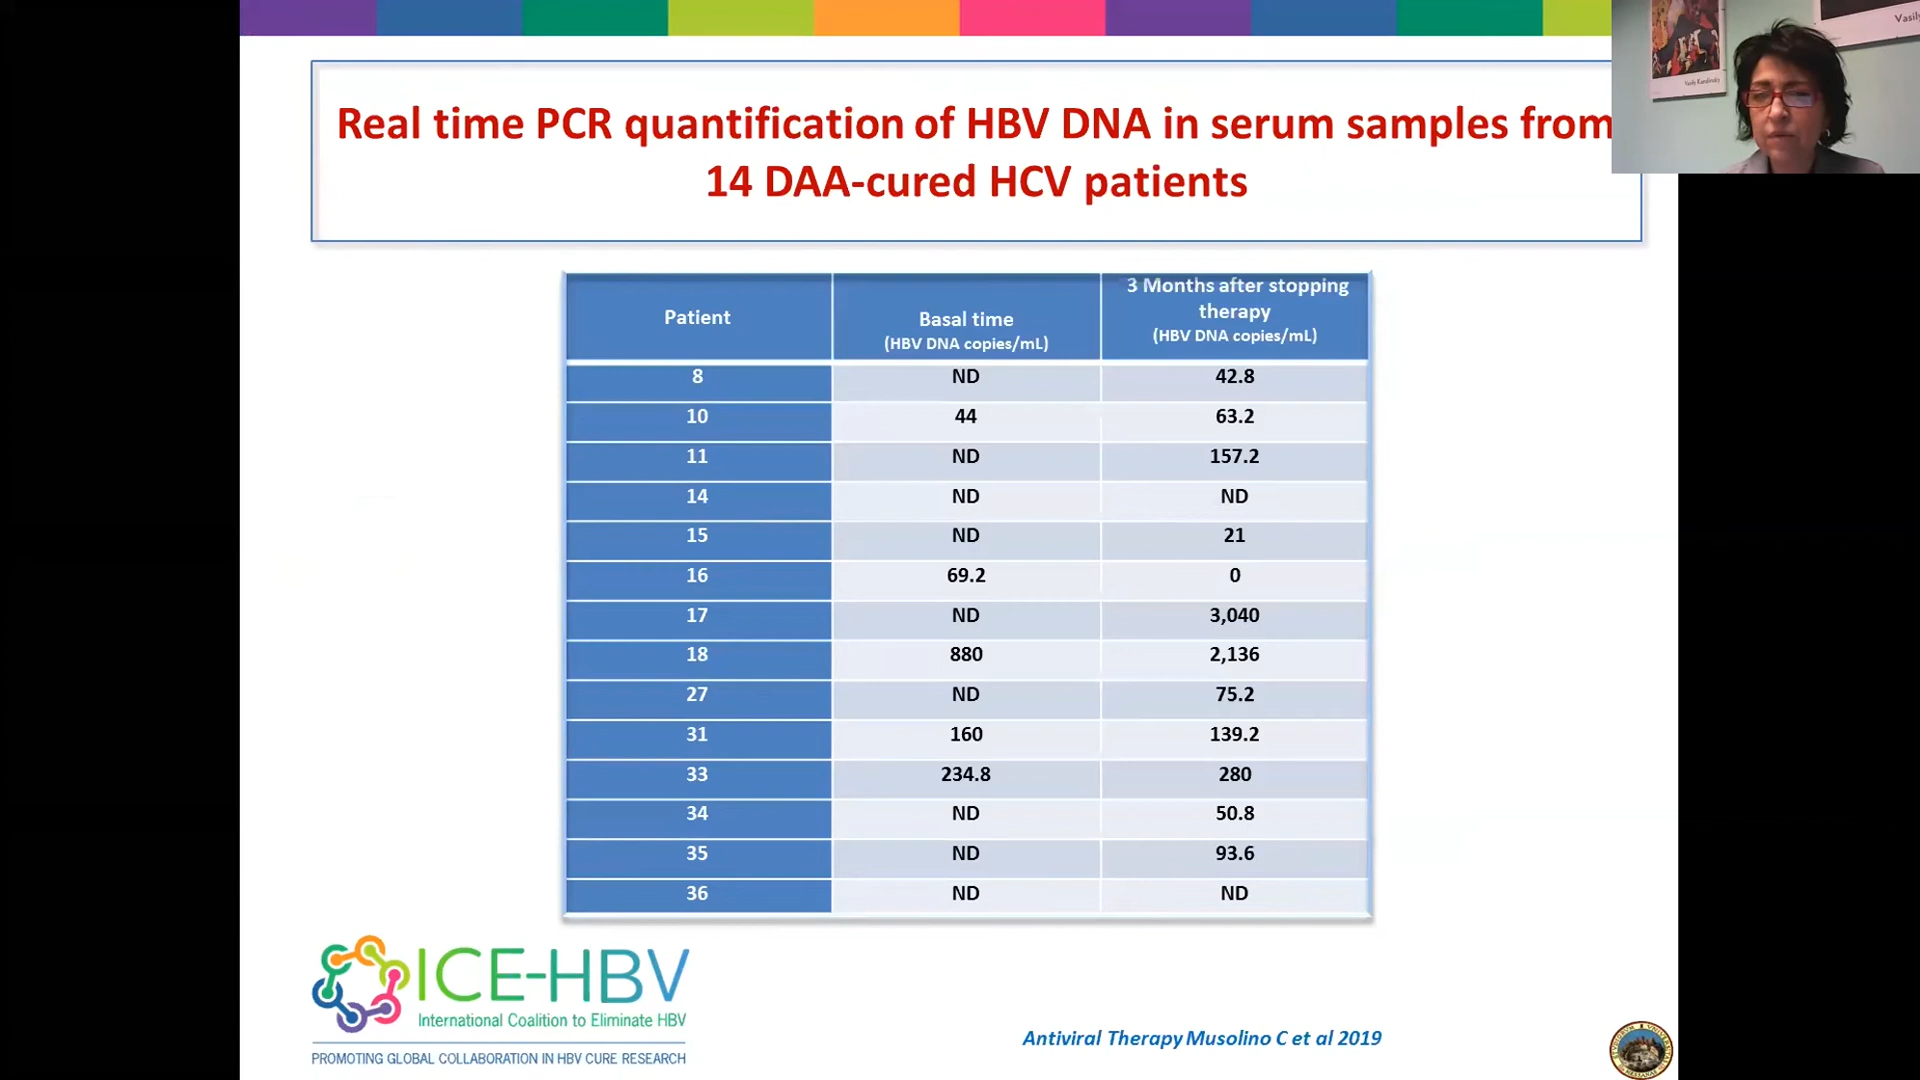 Real time PCR quantification of HBV DNA in serum samples from
14 DAA-cured HCV patients
Vasily Kandinsky
Vasily
Patient
Basal time
(HBV DNA copies/mL)
3 Months after stopping
therapy
(HBV DNA copies/mL)
8 ND 42.8
10 44 63.2
11 ND 157.2
14 ND ND
15 ND 21
16 69.2 0
17 ND 3,040
18 880 2,136
27 ND 75.2
31 160 139.2
33 234.8 280
34 ND 50.8
35 ND 93.6
36 ND ND
ICE-HBV
International Coalition to Eliminate HBV
PROMOTING GLOBAL COLLABORATION IN HBV CURE RESEARCH
Antiviral Therapy Musolino C et al 2019